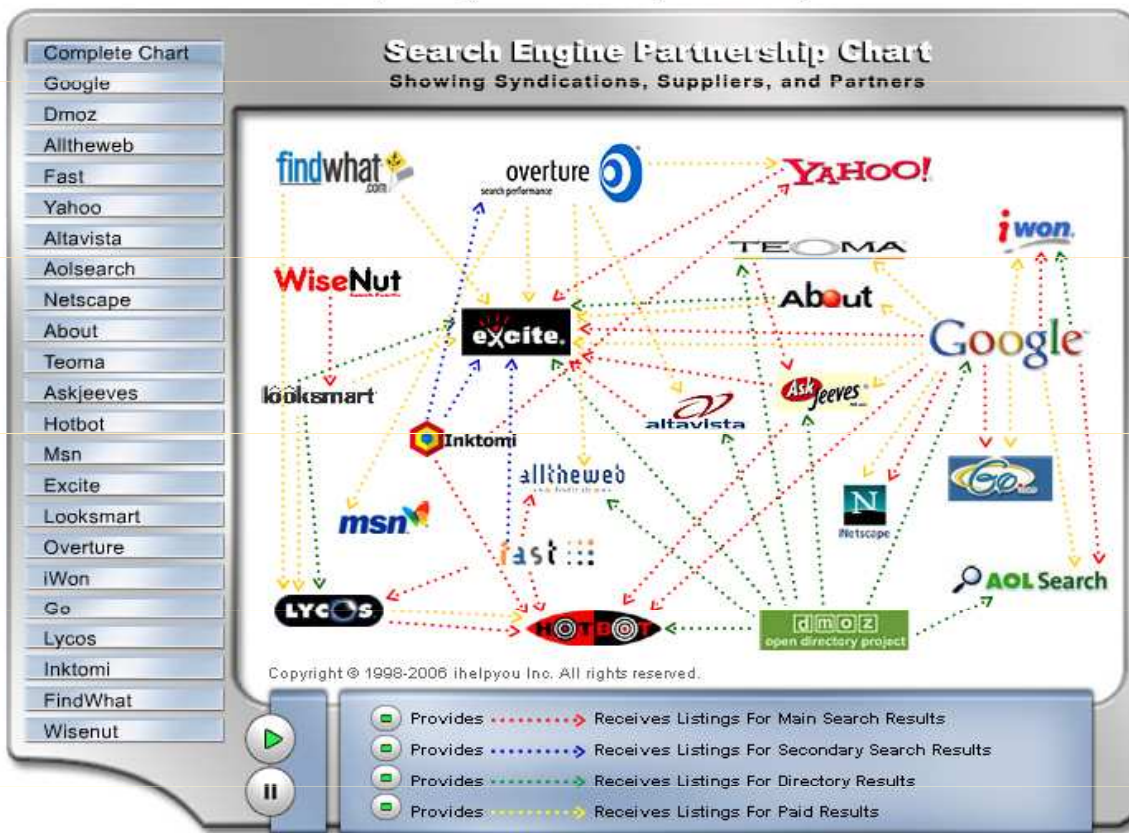 Search Engine Partnership Chart
Showing Syndications, Suppliers, and Partners
Complete Chart
Google
Dmoz
Alltheweb
Fast
Yahoo
Altavista
Aolsearch
Netscape
About
Teoma
Askjeeves
Hotbot
Msn
Excite
Looksmart
Overture
iWon
Go
Lycos
Inktomi
FindWhat
Wisenut
findwhat
.com
overture
search performance
YAHOO!
iwon.
TEOMA
WiseNut
About
excite.
Google
looksmart
Ask Jeeves
altavista
Inktomi
alltheweb
Go
msn
N
Netscape
fast
AOL Search
LYCOS
HOTBOT
dmoz
open directory project
Copyright © 1998-2006 ihelpyou Inc. All rights reserved.
Provides Receives Listings For Main Search Results
Provides Receives Listings For Secondary Search Results
Provides Receives Listings For Directory Results
Provides Receives Listings For Paid Results